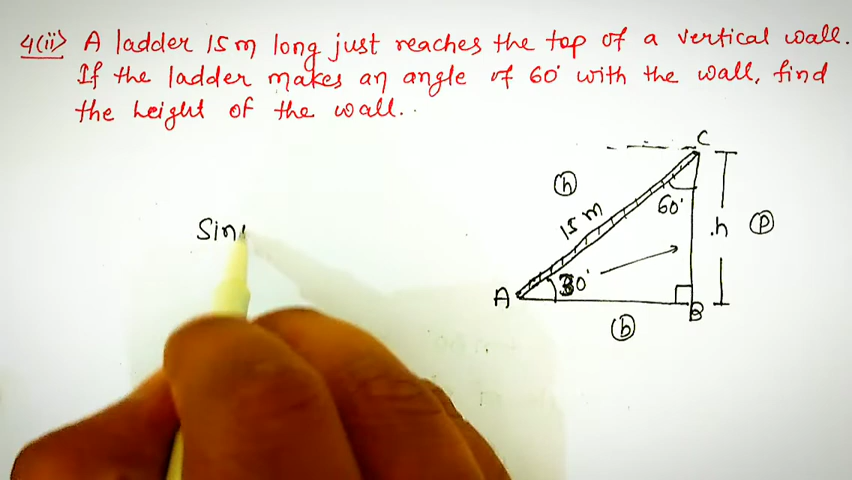 4(ii) A ladder 15m long just reaches the top of a vertical wall.
If the ladder makes an angle of 60° with the wall, find
the height of the wall.
C
h
60°
15 m
h
p
Sin
30°
A
B
b